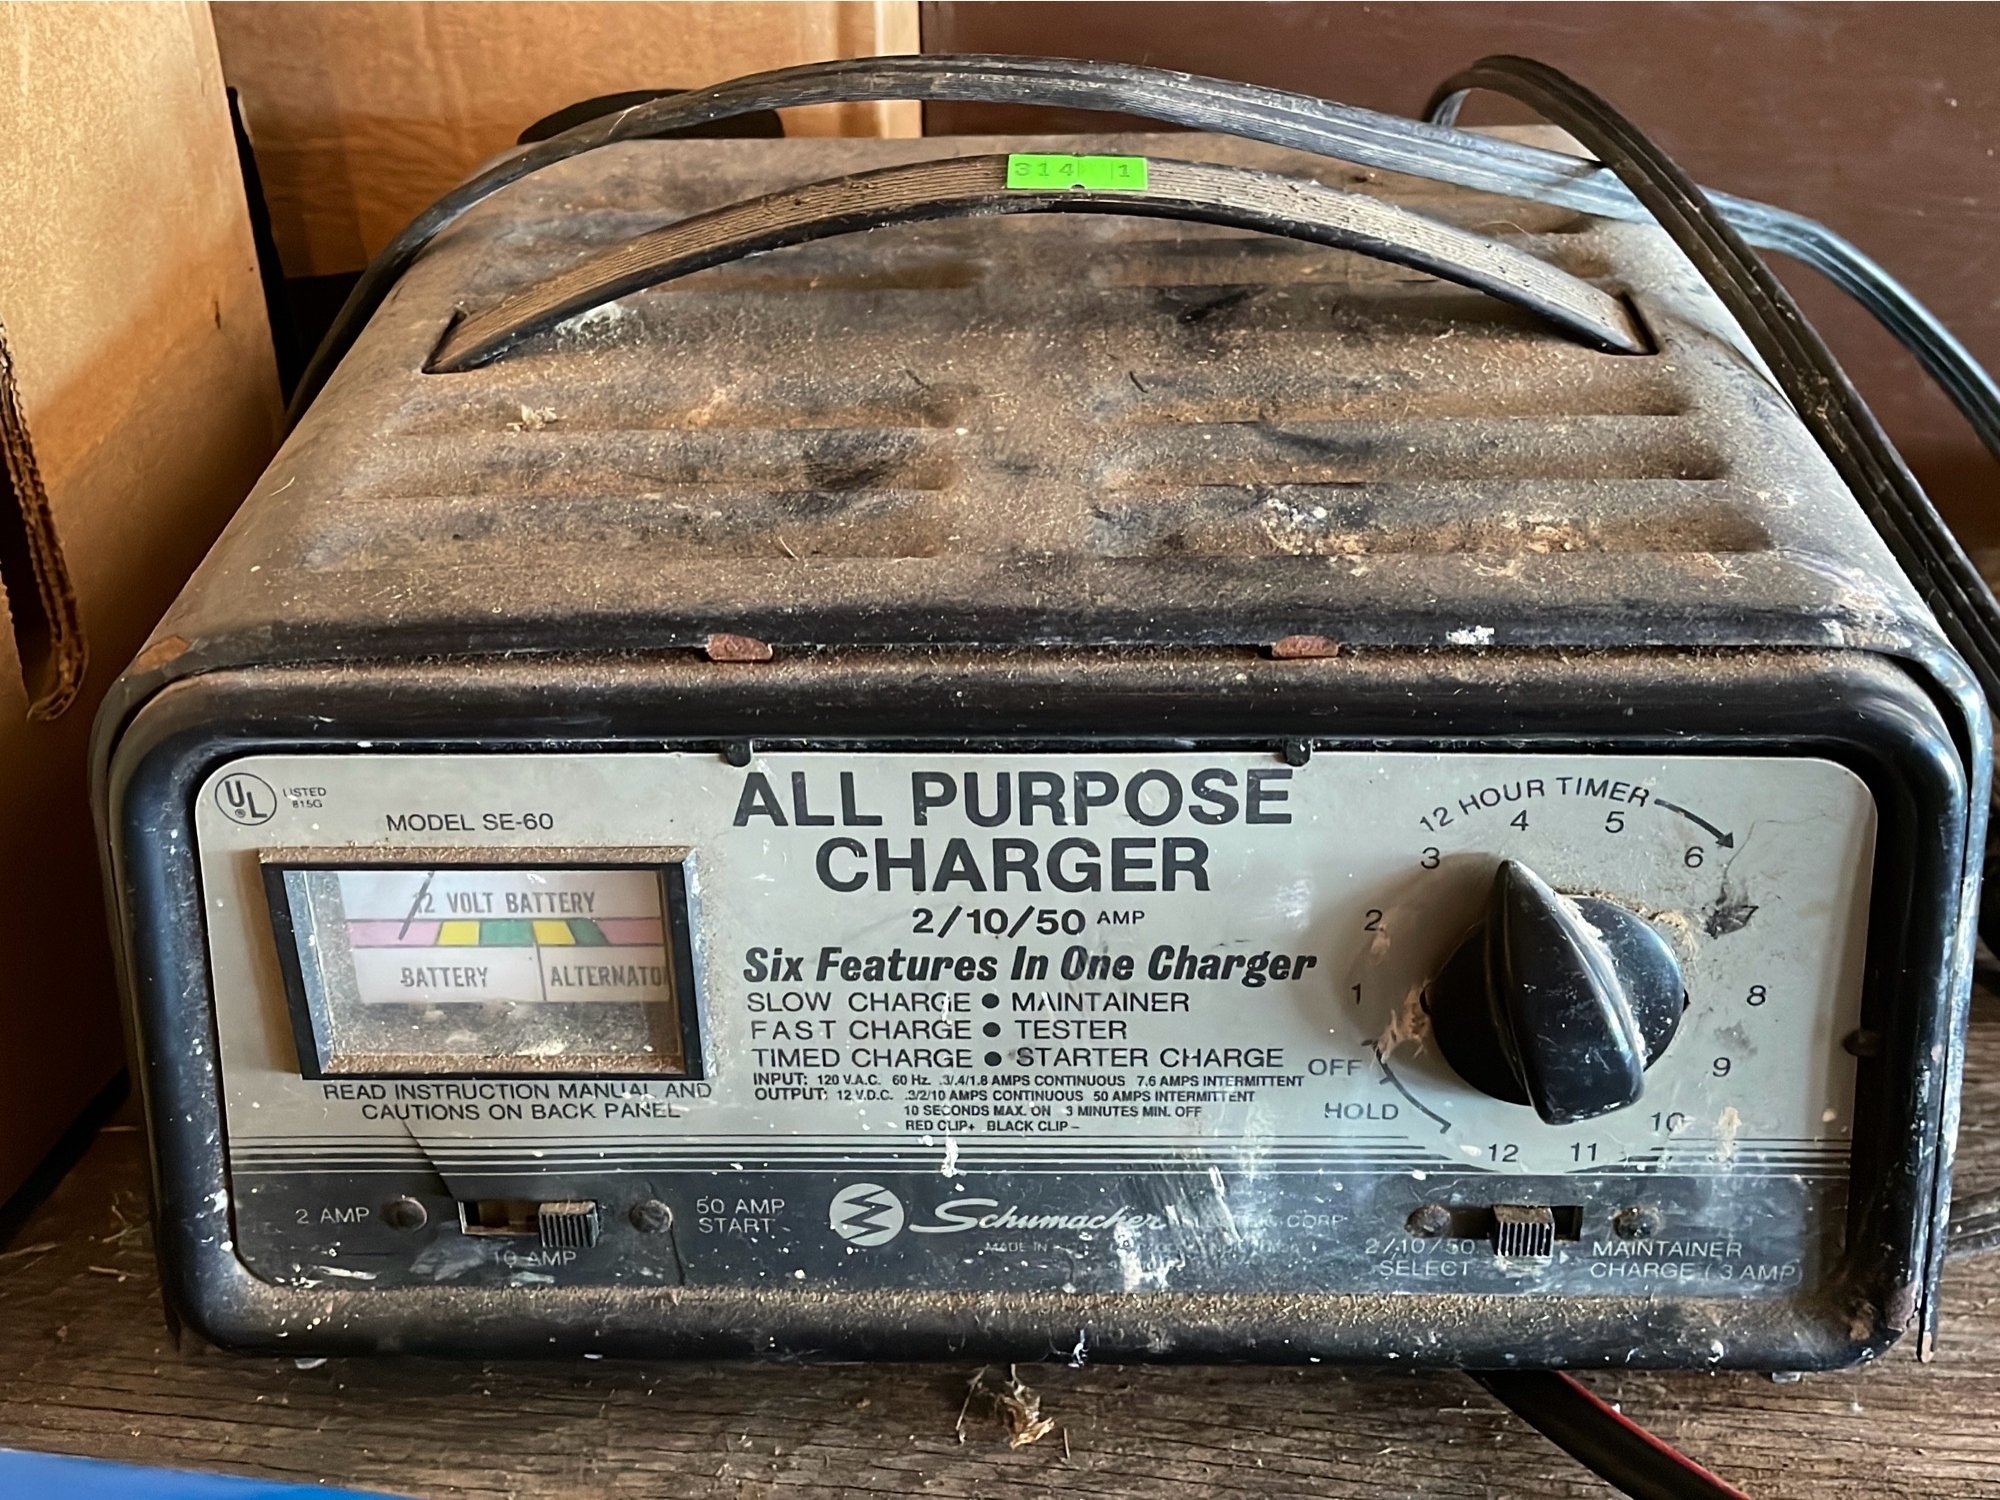 314 1
UL
LISTED
815G
MODEL SE-60
12 VOLT BATTERY
BATTERY
ALTERNATO
READ INSTRUCTION MANUAL AND
CAUTIONS ON BACK PANEL
ALL PURPOSE
CHARGER
2/10/50 AMP
Six Features In One Charger
SLOW CHARGE ● MAINTAINER
FAST CHARGE ● TESTER
TIMED CHARGE ● STARTER CHARGE
INPUT: 120 V.A.C. 60 Hz. .3/.4/1.8 AMPS CONTINUOUS 7.6 AMPS INTERMITTENT
OUTPUT: 12 V.D.C. .3/2/10 AMPS CONTINUOUS 50 AMPS INTERMITTENT
10 SECONDS MAX. ON 3 MINUTES MIN. OFF
RED CLIP+ BLACK CLIP-
12 HOUR TIMER
OFF
1
2
3
4
5
6
7
8
9
10
11
12
HOLD
2 AMP
10 AMP
50 AMP
START
Schumacher CORP
MADE IN
2/10/50
SELECT
MAINTAINER
CHARGE (.3 AMP)